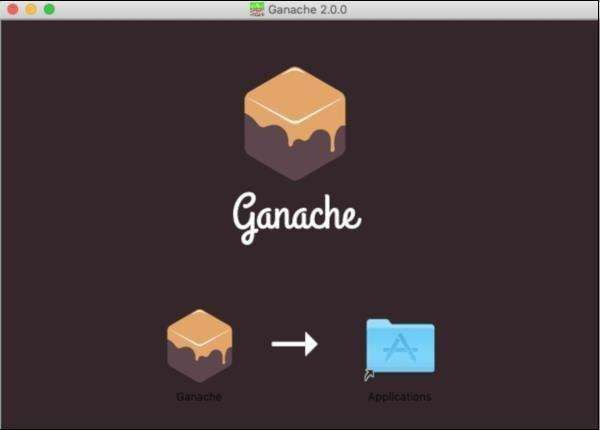 Ganache 2.0.0
Ganache
Ganache
Applications